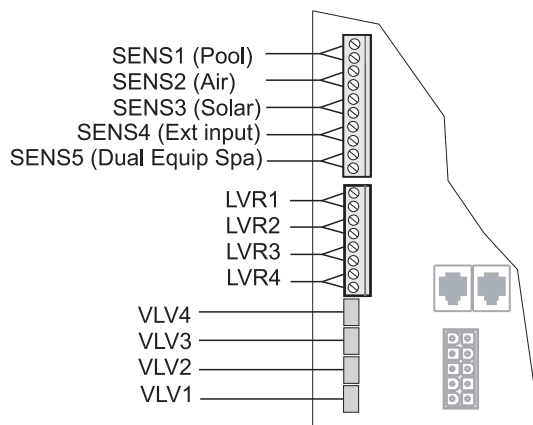 SENS1 (Pool)
SENS2 (Air)
SENS3 (Solar)
SENS4 (Ext input)
SENS5 (Dual Equip Spa)
LVR1
LVR2
LVR3
LVR4
VLV4
VLV3
VLV2
VLV1